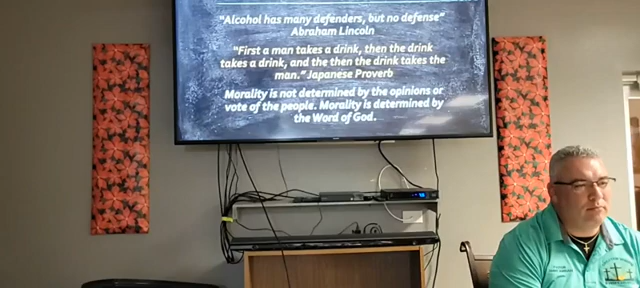 "Alcohol has many defenders, but no defense"
Abraham Lincoln
"First a man takes a drink, then the drink
takes a drink, and the then the drink takes the
man." Japanese Proverb
Morality is not determined by the opinions or
vote of the people. Morality is determined by
the Word of God.